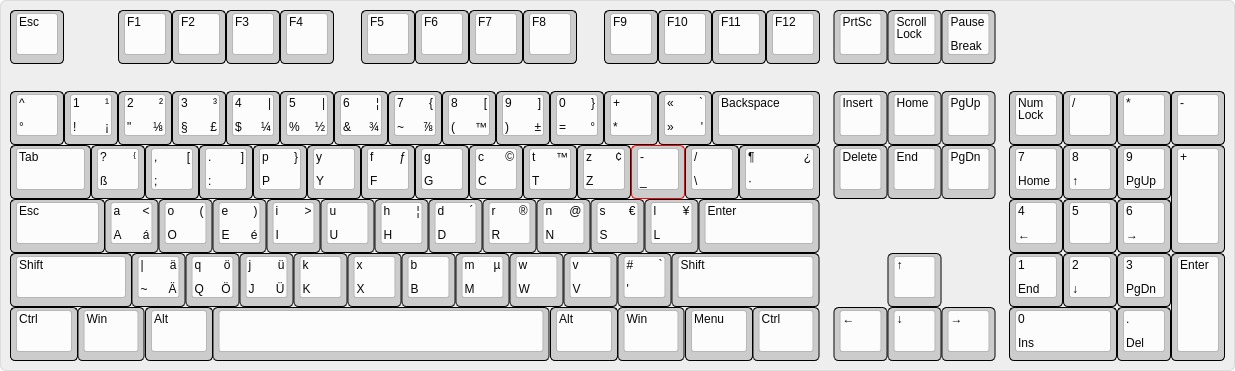 Esc F1 F2 F3 F4 F5 F6 F7 F8 F9 F10 F11 F12 PrtSc Scroll Pause
Lock Break
^ 1 ¹ 2 ² 3 ³ 4 | 5 | 6 ¦ 7 { 8 [ 9 ] 0 } + « ` Backspace Insert Home PgUp Num / * -
Lock
° ! ¡ " ⅛ § £ $ ¼ % ½ & ¾ ~ ⅞ ( ™ ) ± = ° * » '
Tab ? { , [ . ] p } y f ƒ g c © t ™ z ¢ - / ¶ ¿ Delete End PgDn 7 8 9 +
ß ; : P Y F G C T Z _ \ · Home ↑ PgUp
Esc a < o ( e ) i > u h ¦ d ´ r ® n @ s € l ¥ Enter 4 5 6
A á O E é I U H D R N S L ← →
Shift | ä q ö j ü k x b m µ w v # ` Shift ↑ 1 2 3 Enter
~ Ä Q Ö J Ü K X B M W V ' End ↓ PgDn
Ctrl Win Alt Alt Win Menu Ctrl ← ↓ → 0 .
Ins Del